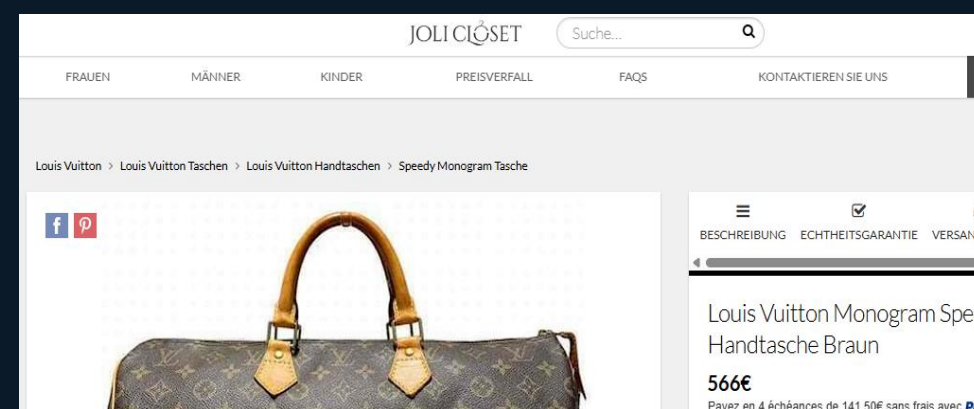 JOLI CLOSET
Suche...
FRAUEN MÄNNER KINDER PREISVERFALL FAQS KONTAKTIEREN SIE UNS
Louis Vuitton > Louis Vuitton Taschen > Louis Vuitton Handtaschen > Speedy Monogram Tasche
BESCHREIBUNG ECHTHEITSGARANTIE
Louis Vuitton Monogram
Handtasche Braun
566€
Payez en 4 échéances de 141.50€ sans frais avec